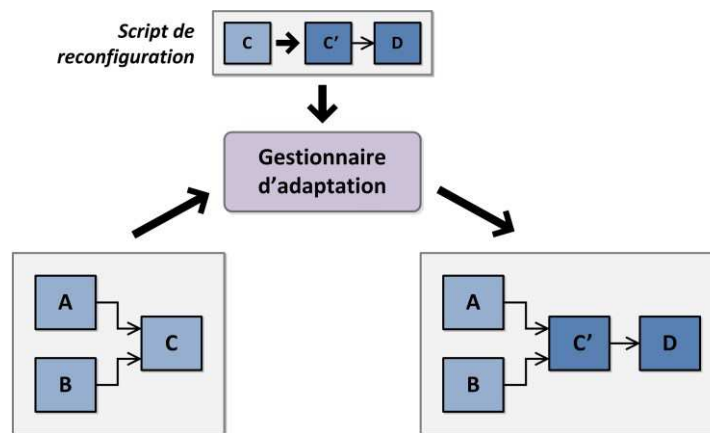 Script de
reconfiguration
C C' D
Gestionnaire
d'adaptation
A
C
B
A
C' D
B